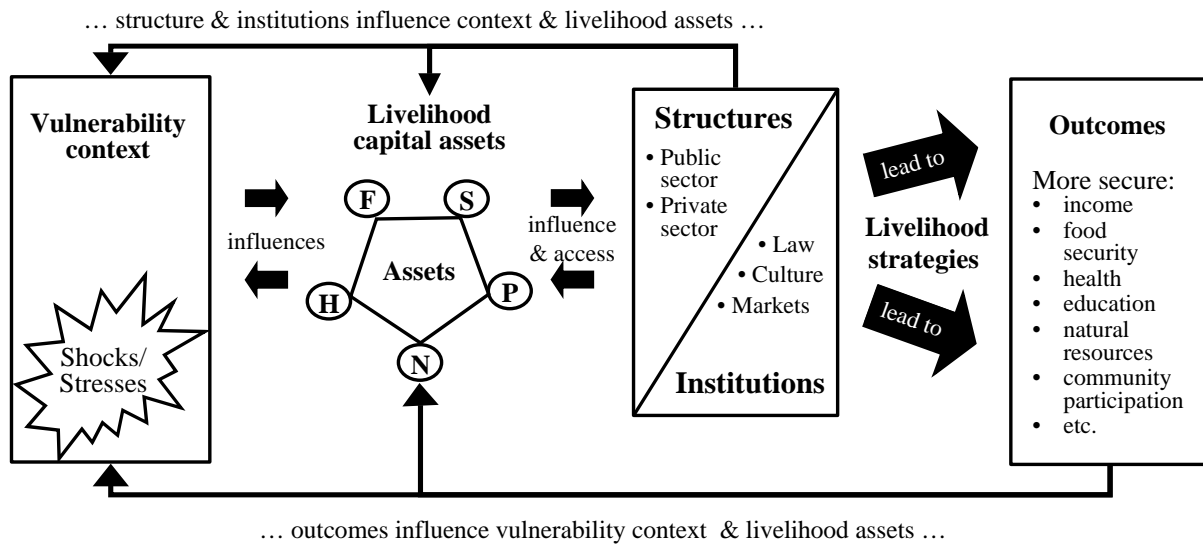 … structure & institutions influence context & livelihood assets …
Vulnerability
context
Shocks/
Stresses
influences
Livelihood
capital assets
F
S
H
Assets
P
N
influence
& access
Structures
• Public
sector
• Private
sector
• Law
• Culture
• Markets
Institutions
lead to
Livelihood
strategies
lead to
Outcomes
More secure:
• income
• food
security
• health
• education
• natural
resources
• community
participation
• etc.
… outcomes influence vulnerability context & livelihood assets …